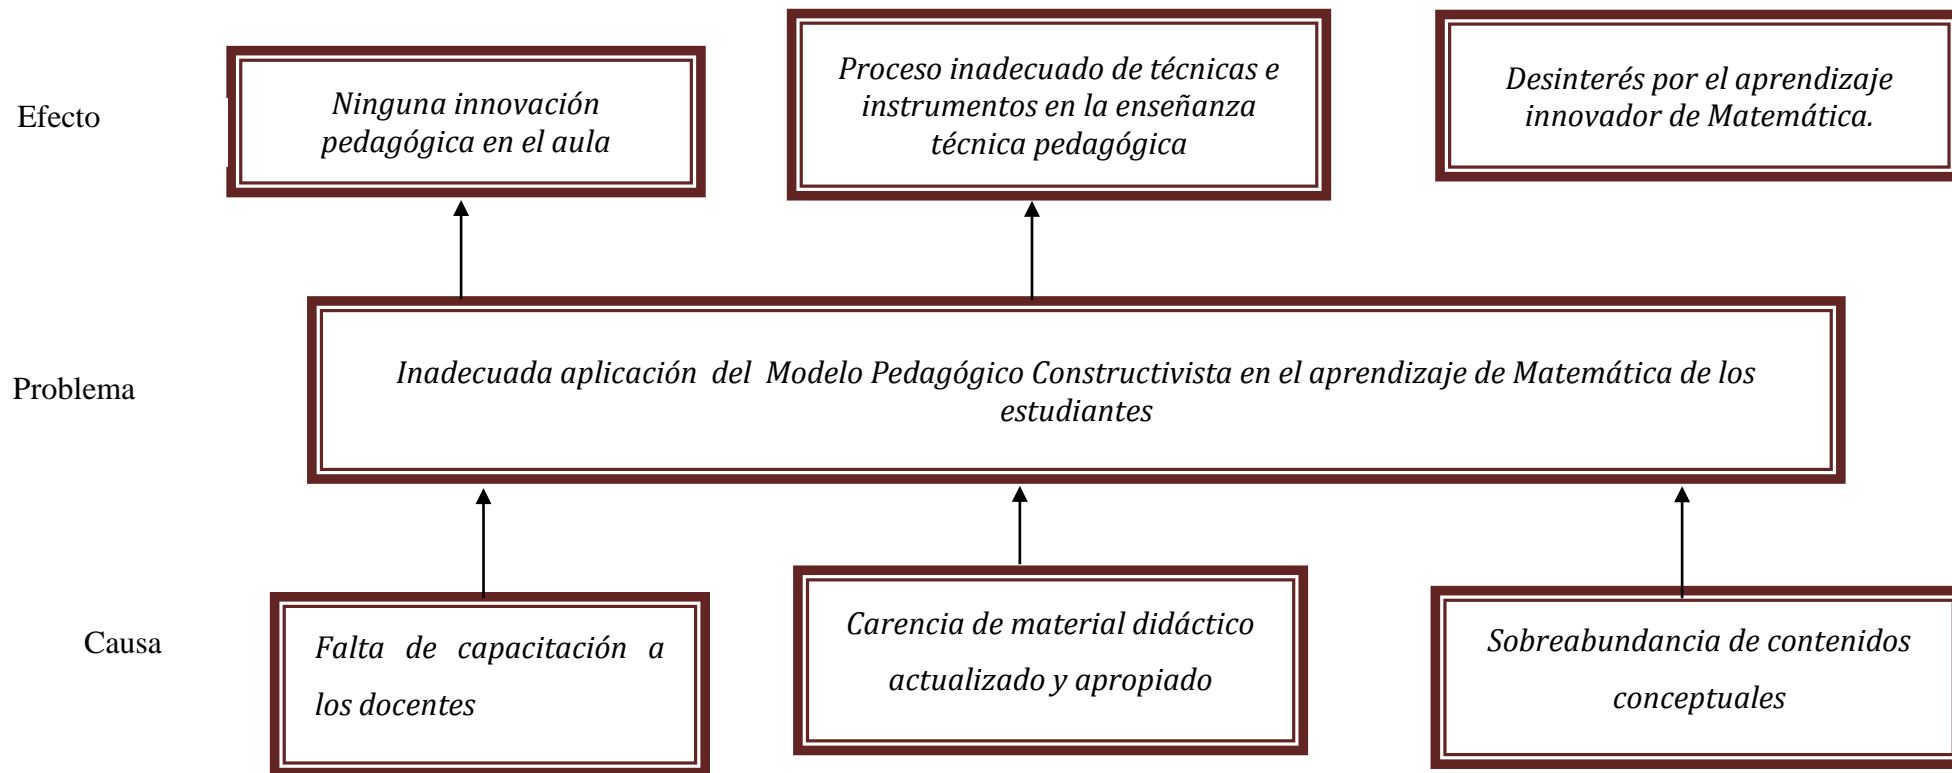 Efecto
Ninguna innovación
pedagógica en el aula
Proceso inadecuado de técnicas e
instrumentos en la enseñanza
técnica pedagógica
Desinterés por el aprendizaje
innovador de Matemática.
Problema
Inadecuada aplicación del Modelo Pedagógico Constructivista en el aprendizaje de Matemática de los
estudiantes
Causa
Falta de capacitación a
los docentes
Carencia de material didáctico
actualizado y apropiado
Sobreabundancia de contenidos
conceptuales